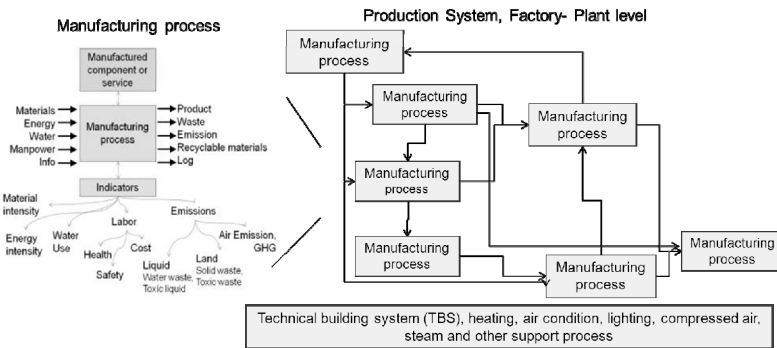 Manufacturing process
Manufactured
component or
service
Materials
Energy
Water
Manpower
Info
Manufacturing
process
Product
Waste
Emission
Recyclable materials
Log
Indicators
Material
intensity
Energy
intensity
Water
Use
Labor
Health
Safety
Cost
Emissions
Liquid
Water waste,
Toxic liquid
Land
Solid waste,
Toxic waste
Air Emission,
GHG
Production System, Factory- Plant level
Manufacturing
process
Manufacturing
process
Manufacturing
process
Manufacturing
process
Manufacturing
process
Manufacturing
process
Manufacturing
process
Technical building system (TBS), heating, air condition, lighting, compressed air,
steam and other support process